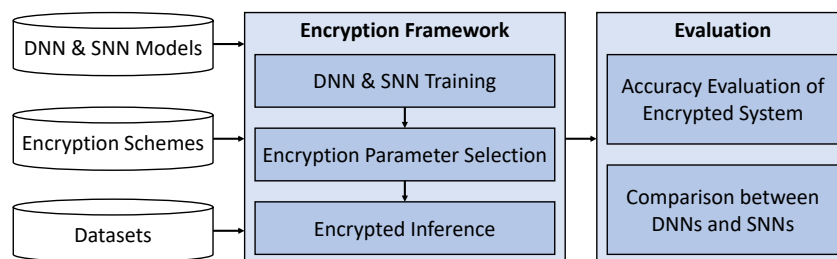 DNN & SNN Models
Encryption Schemes
Datasets
Encryption Framework
DNN & SNN Training
Encryption Parameter Selection
Encrypted Inference
Evaluation
Accuracy Evaluation of
Encrypted System
Comparison between
DNNs and SNNs